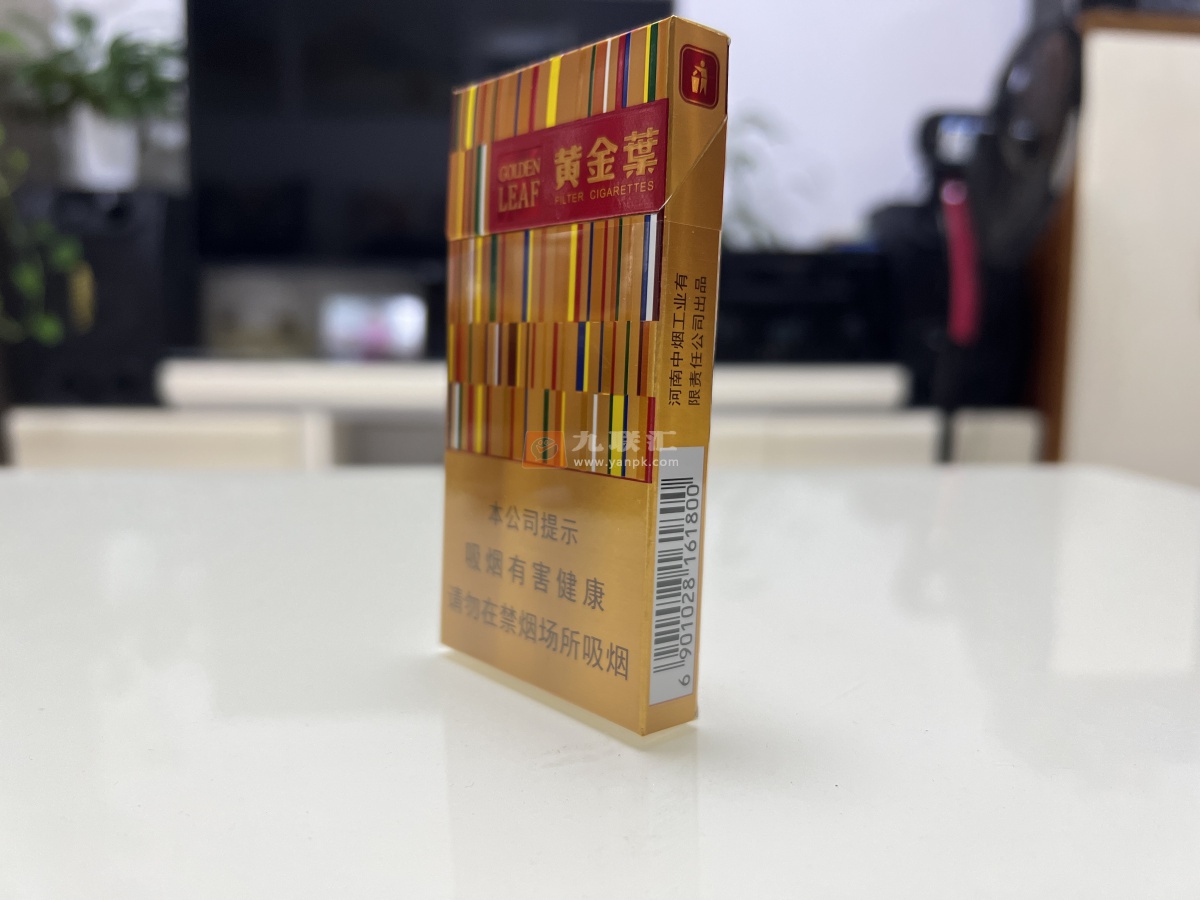 GOLDEN
LEAF
黄金葉
FILTER CIGARETTES
河南中烟工业有
限责任公司出品
九联汇
www.yanpk.com
本公司提示
吸烟有害健康
请勿在禁烟场所吸烟
6 901028 161800